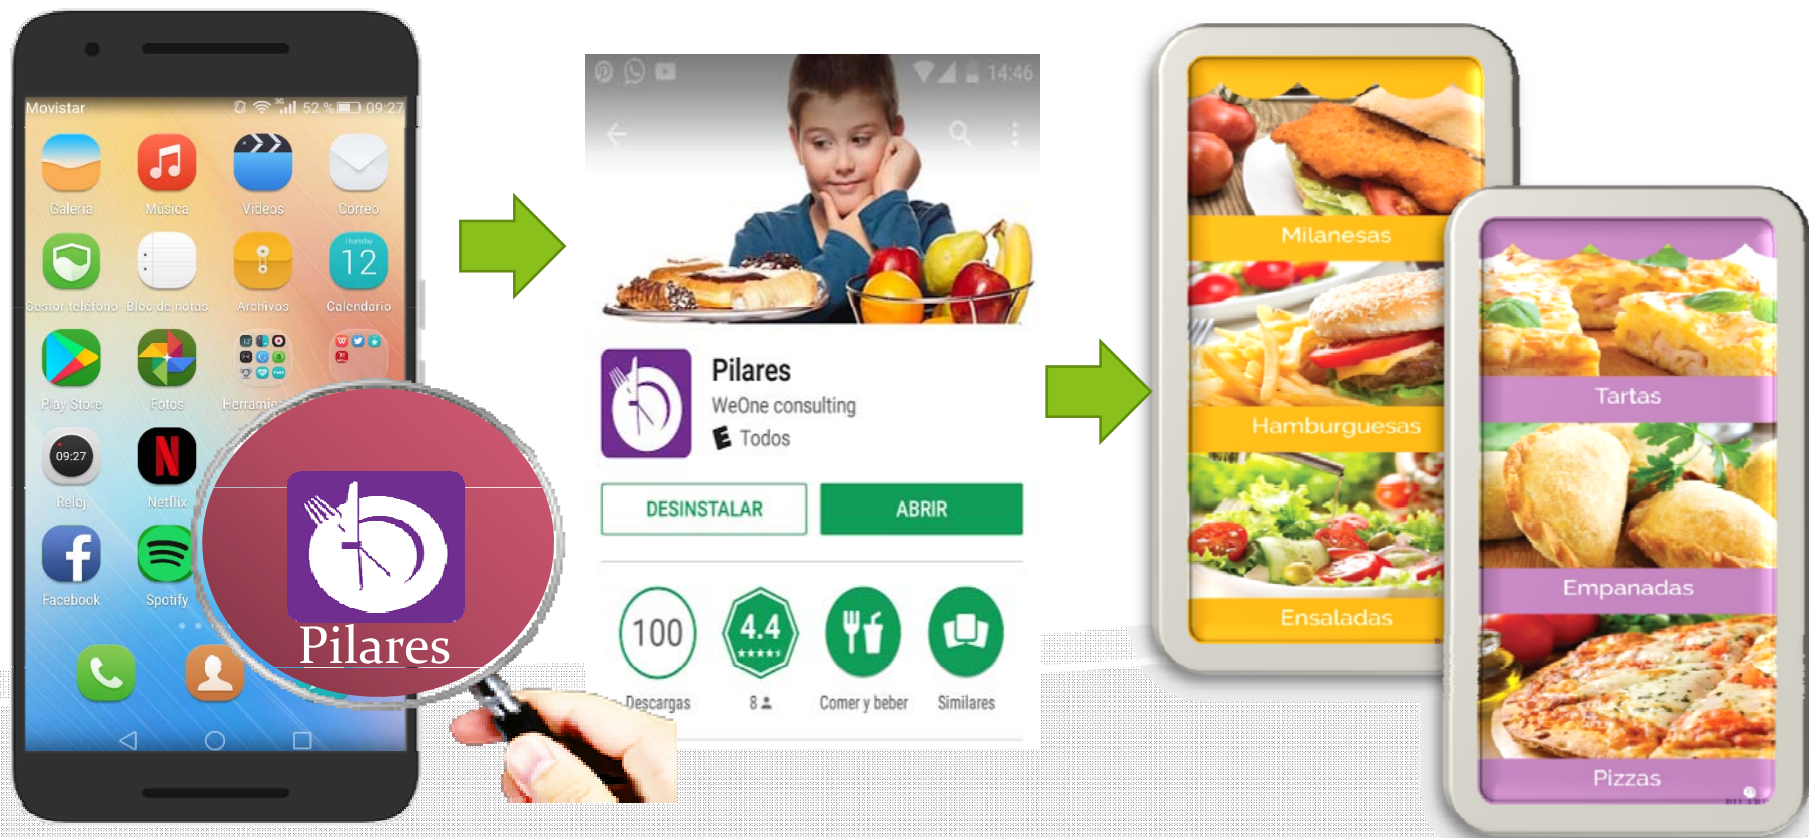 Movistar
3G
52 %
09:27
Galería
Música
Videos
Correo
Thursday
12
Gestor teléfono
Bloc de notas
Archivos
Calendario
Play Store
Fotos
09:27
Reloj
Netflix
Facebook
Spotify
Pilares
14:46
Pilares
WeOne consulting
E Todos
DESINSTALAR
ABRIR
100
4.4
Descargas
8
Comer y beber
Similares
Milanesas
Hamburguesas
Ensaladas
Tartas
Empanadas
Pizzas